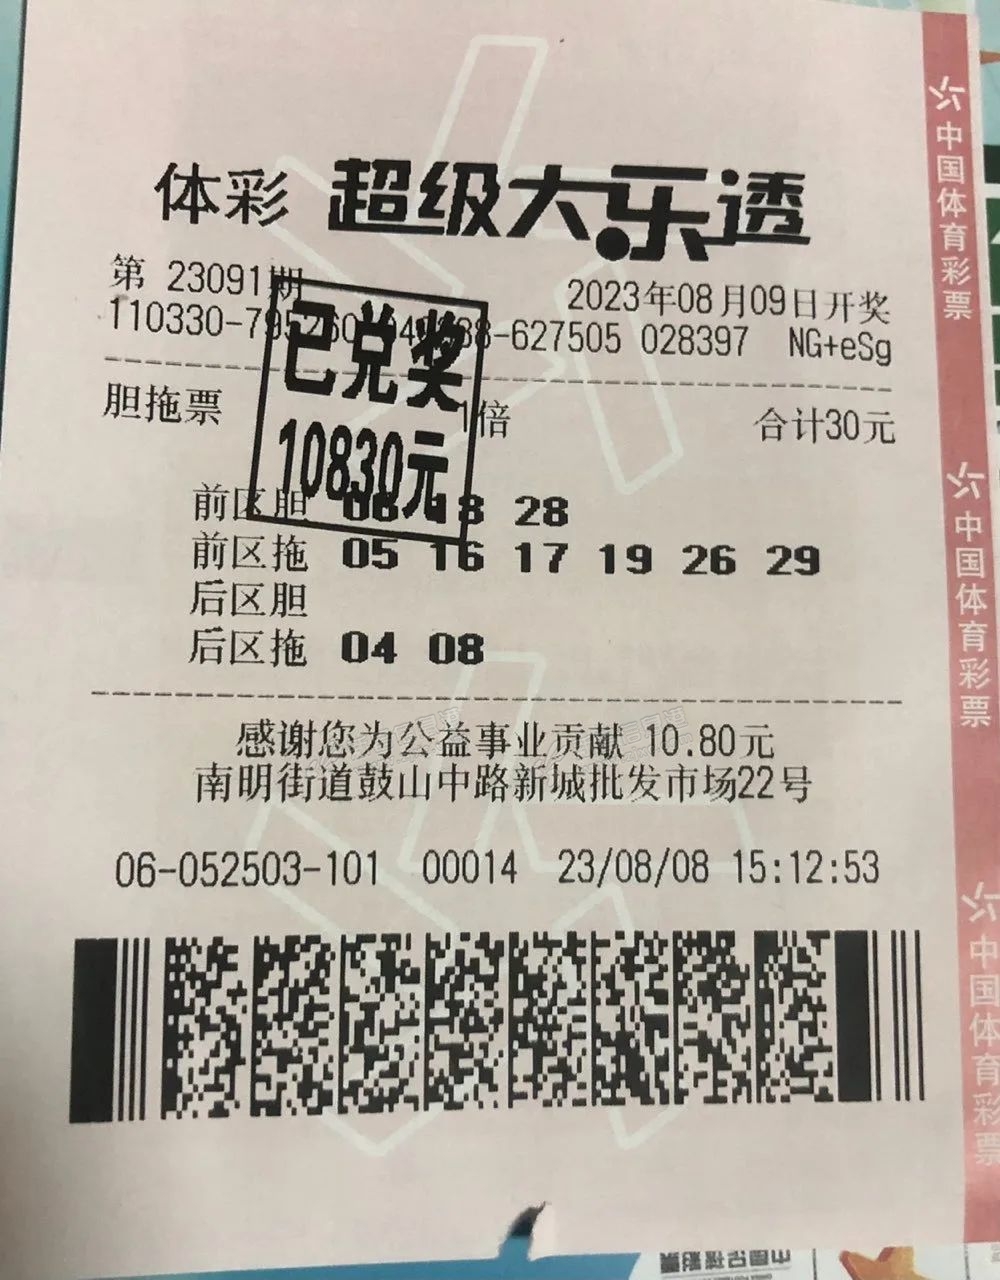 体彩 超级大乐透
第 23091期
2023年08月09日开奖
-627505 028397 NG+eSg
已兑奖
10830元
胆拖票 1倍 合计30元
前区胆 28
前区拖 05 16 17 19 26 29
后区胆
后区拖 04 08
感谢您为公益事业贡献 10.80元
南明街道鼓山中路新城批发市场22号
06-052503-101 00014 23/08/08 15:12:53
中国体育彩票
中国体育彩票
中国体育彩票